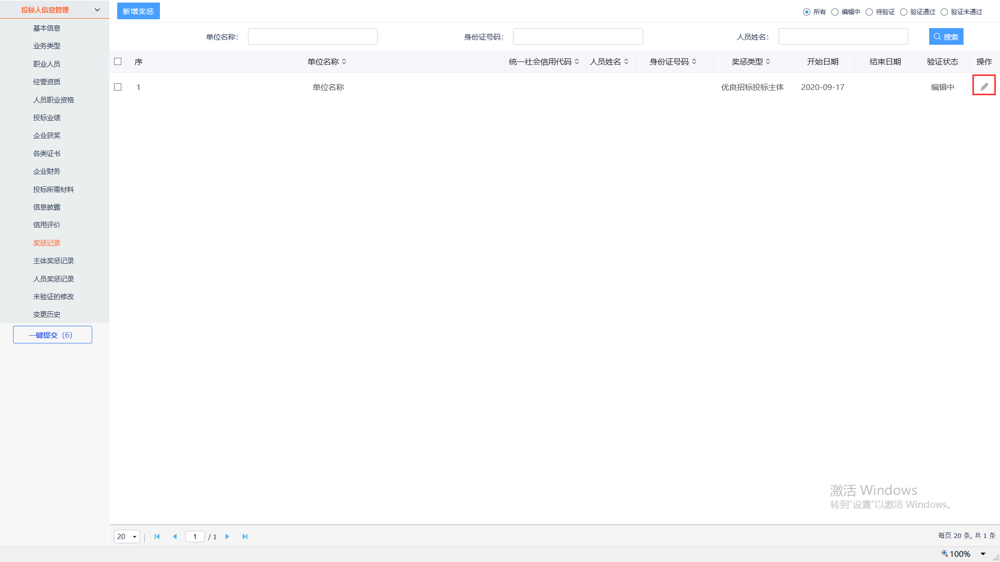 投标人信息管理
基本信息
业务类型
职业人员
经营资质
人员职业资格
投标业绩
企业获奖
各类证书
企业财务
投标所需材料
信息披露
信用评价
奖惩记录
主体奖惩记录
人员奖惩记录
未验证的修改
变更历史
一键提交（6）
新增奖惩
所有 编辑中 待验证 验证通过 验证未通过
单位名称： 身份证号码： 人员姓名： 搜索
序 单位名称 统一社会信用代码 人员姓名 身份证号码 奖惩类型 开始日期 结束日期 验证状态 操作
1 单位名称 优良招标投标主体 2020-09-17 编辑中
激活 Windows
转到“设置”以激活 Windows。
20 1 / 1 每页 20 条, 共 1 条
100%